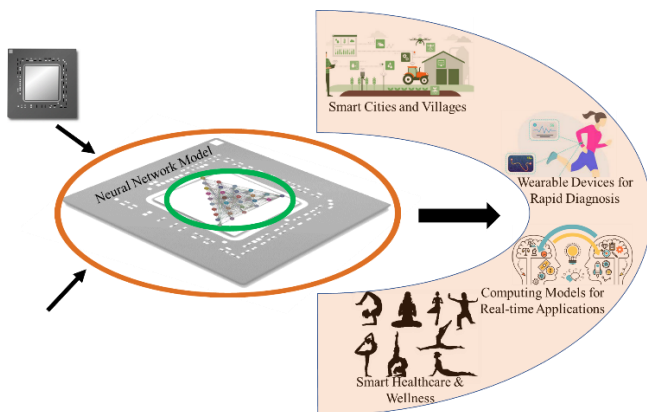 Smart Cities and Villages
Neural Network Model
Wearable Devices for
Rapid Diagnosis
Computing Models for
Real-time Applications
Smart Healthcare &
Wellness